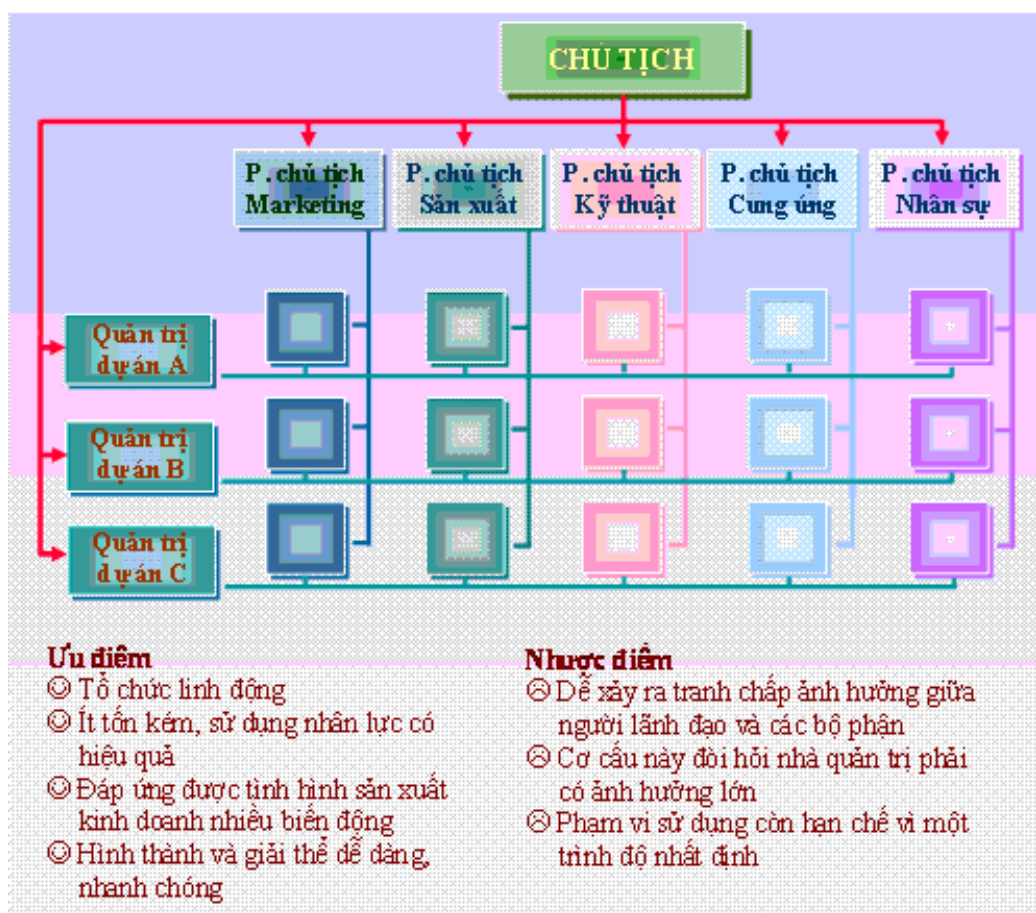 CHỦ TỊCH
P. chủ tịch
Marketing
P. chủ tịch
Sản xuất
P. chủ tịch
Kỹ thuật
P. chủ tịch
Cung ứng
P. chủ tịch
Nhân sự
Quản trị
dự án A
Quản trị
dự án B
Quản trị
dự án C
Ưu điểm
☺ Tổ chức linh động
☺ Ít tốn kém, sử dụng nhân lực có
hiệu quả
☺ Đáp ứng được tình hình sản xuất
kinh doanh nhiều biến động
☺ Hình thành và giải thể dễ dàng,
nhanh chóng
Nhược điểm
☹ Dễ xảy ra tranh chấp ảnh hưởng giữa
người lãnh đạo và các bộ phận
☹ Cơ cấu này đòi hỏi nhà quản trị phải
có ảnh hưởng lớn
☹ Phạm vi sử dụng còn hạn chế vì một
trình độ nhất định